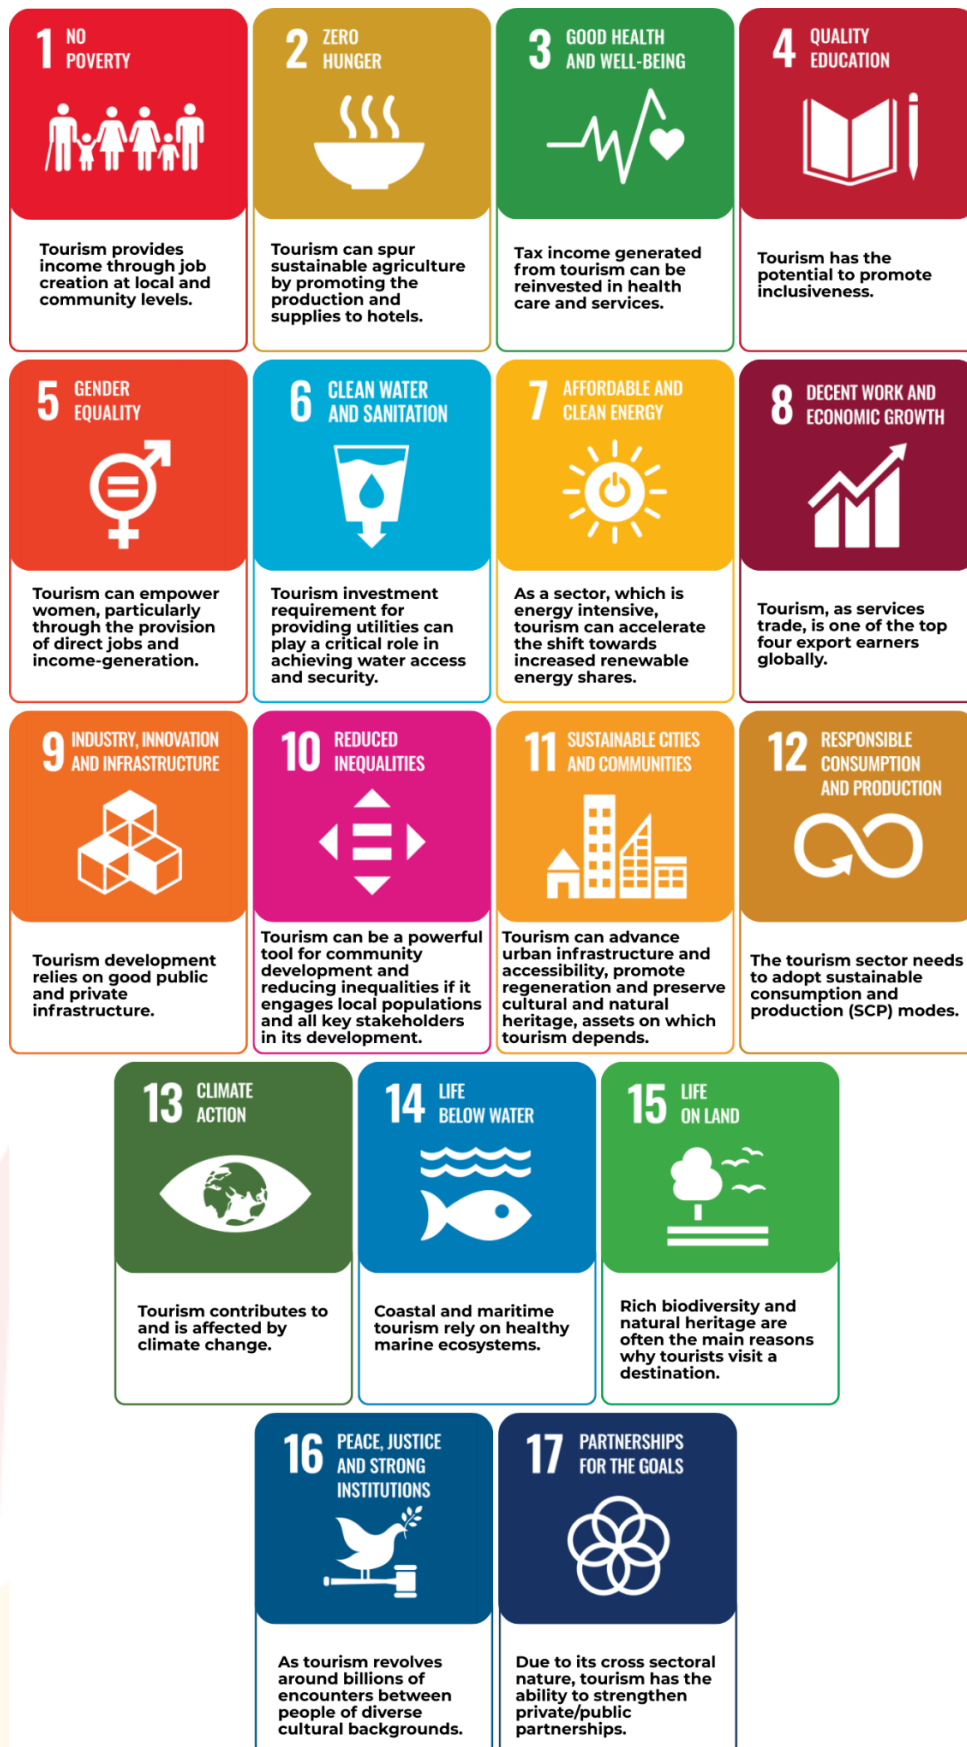 1 NO
POVERTY
Tourism provides
income through job
creation at local and
community levels.
2 ZERO
HUNGER
Tourism can spur
sustainable agriculture
by promoting the
production and
supplies to hotels.
3 GOOD HEALTH
AND WELL-BEING
Tax income generated
from tourism can be
reinvested in health
care and services.
4 QUALITY
EDUCATION
Tourism has the
potential to promote
inclusiveness.
5 GENDER
EQUALITY
Tourism can empower
women, particularly
through the provision
of direct jobs and
income-generation.
6 CLEAN WATER
AND SANITATION
Tourism investment
requirement for
providing utilities can
play a critical role in
achieving water access
and security.
7 AFFORDABLE AND
CLEAN ENERGY
As a sector, which is
energy intensive,
tourism can accelerate
the shift towards
increased renewable
energy shares.
8 DECENT WORK AND
ECONOMIC GROWTH
Tourism, as services
trade, is one of the top
four export earners
globally.
9 INDUSTRY, INNOVATION
AND INFRASTRUCTURE
Tourism development
relies on good public
and private
infrastructure.
10 REDUCED
INEQUALITIES
Tourism can be a powerful
tool for community
development and
reducing inequalities if it
engages local populations
and all key stakeholders
in its development.
11 SUSTAINABLE CITIES
AND COMMUNITIES
Tourism can advance
urban infrastructure and
accessibility, promote
regeneration and preserve
cultural and natural
heritage, assets on which
tourism depends.
12 RESPONSIBLE
CONSUMPTION
AND PRODUCTION
The tourism sector needs
to adopt sustainable
consumption and
production (SCP) modes.
13 CLIMATE
ACTION
Tourism contributes to
and is affected by
climate change.
14 LIFE
BELOW WATER
Coastal and maritime
tourism rely on healthy
marine ecosystems.
15 LIFE
ON LAND
Rich biodiversity and
natural heritage are
often the main reasons
why tourists visit a
destination.
16 PEACE, JUSTICE
AND STRONG
INSTITUTIONS
As tourism revolves
around billions of
encounters between
people of diverse
cultural backgrounds.
17 PARTNERSHIPS
FOR THE GOALS
Due to its cross sectoral
nature, tourism has the
ability to strengthen
private/public
partnerships.